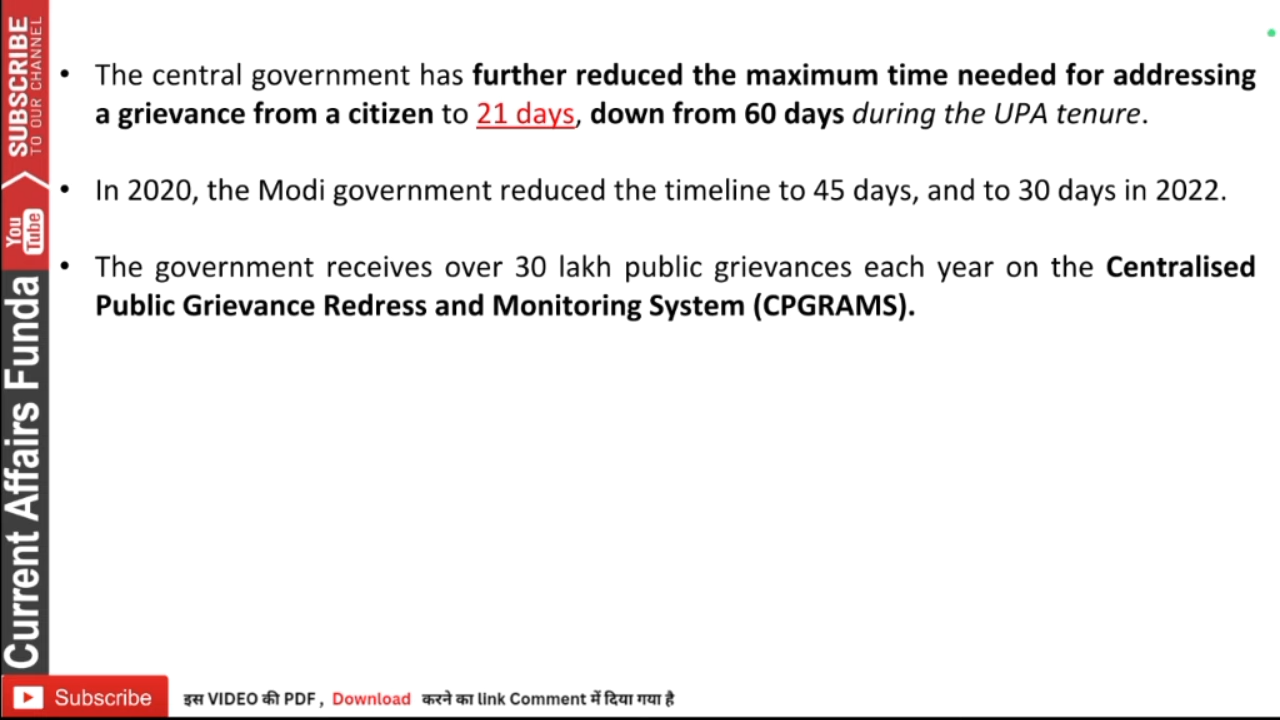 • The central government has further reduced the maximum time needed for addressing
a grievance from a citizen to 21 days, down from 60 days during the UPA tenure.
• In 2020, the Modi government reduced the timeline to 45 days, and to 30 days in 2022.
• The government receives over 30 lakh public grievances each year on the Centralised
Public Grievance Redress and Monitoring System (CPGRAMS).
SUBSCRIBE
TO OUR CHANNEL
You
Tube
Current Affairs Funda
Subscribe
इस VIDEO की PDF , Download करने का link Comment में दिया गया है